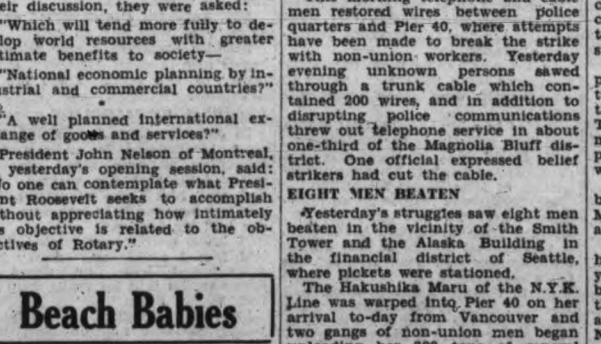 eir discussion, they were asked:
"Which will tend more fully to de-
lop world resources with greater
timate benefits to society—
"National economic planning by in-
strial and commercial countries?"
"A well planned international ex-
ange of goods and services?"
President John Nelson of Montreal,
yesterday's opening session, said:
o one can contemplate what Presi-
nt Roosevelt seeks to accomplish
thout appreciating how intimately
s objective is related to the ob-
ctives of Rotary."
Beach Babies
men restored wires between police
quarters and Pier 40, where attempts
have been made to break the strike
with non-union workers. Yesterday
evening unknown persons sawed
through a trunk cable which con-
tained 200 wires, and in addition to
disrupting police communications
threw out telephone service in about
one-third of the Magnolia Bluff dis-
trict. One official expressed belief
strikers had cut the cable.
EIGHT MEN BEATEN
Yesterday's struggles saw eight men
beaten in the vicinity of the Smith
Tower and the Alaska Building in
the financial district of Seattle,
where pickets were stationed.
The Hakushika Maru of the N.Y.K.
Line was warped into Pier 40 on her
arrival to-day from Vancouver and
two gangs of non-union men began